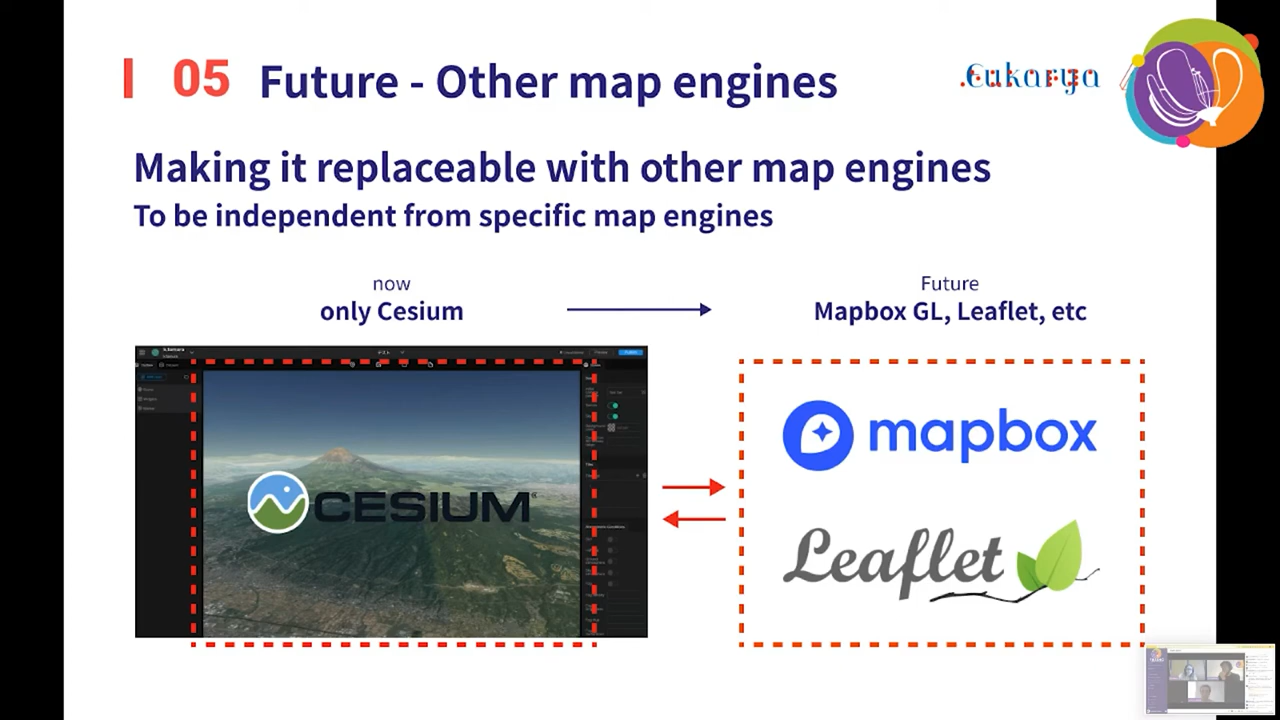 05 Future - Other map engines
Eukarya
Making it replaceable with other map engines
To be independent from specific map engines
now
only Cesium
Future
Mapbox GL, Leaflet, etc
CESIUM
mapbox
Leaflet